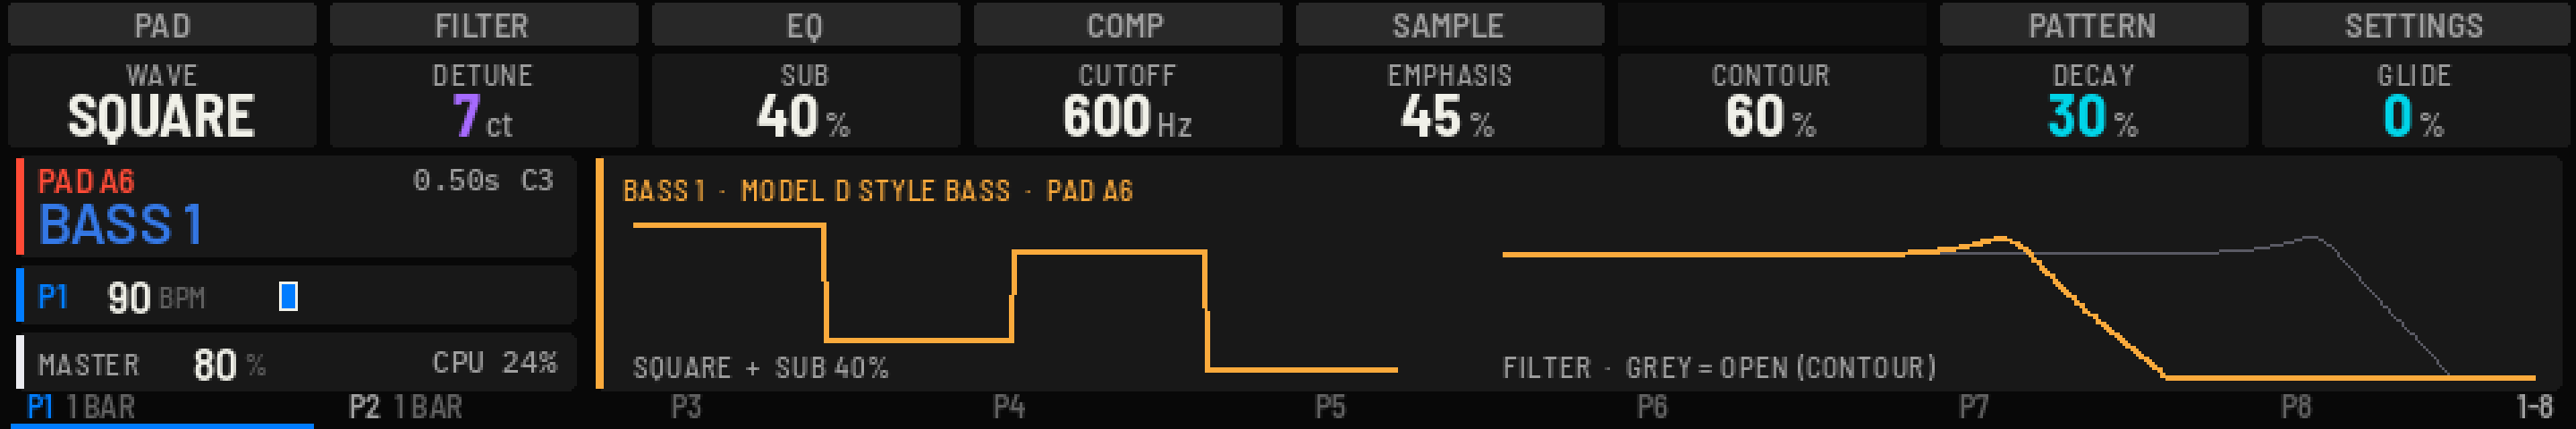 PAD FILTER EQ COMP SAMPLE PATTERN SETTINGS
WAVE DETUNE SUB CUTOFF EMPHASIS CONTOUR DECAY GLIDE
SQUARE 7 ct 40 % 600 Hz 45 % 60 % 30 % 0 %
PAD A6 0.50s C3
BASS 1
BASS 1 · MODEL D STYLE BASS · PAD A6
P1 90 BPM
MASTER 80 % CPU 24%
SQUARE + SUB 40%
FILTER · GREY = OPEN (CONTOUR)
P1 1 BAR P2 1 BAR P3 P4 P5 P6 P7 P8 1-8